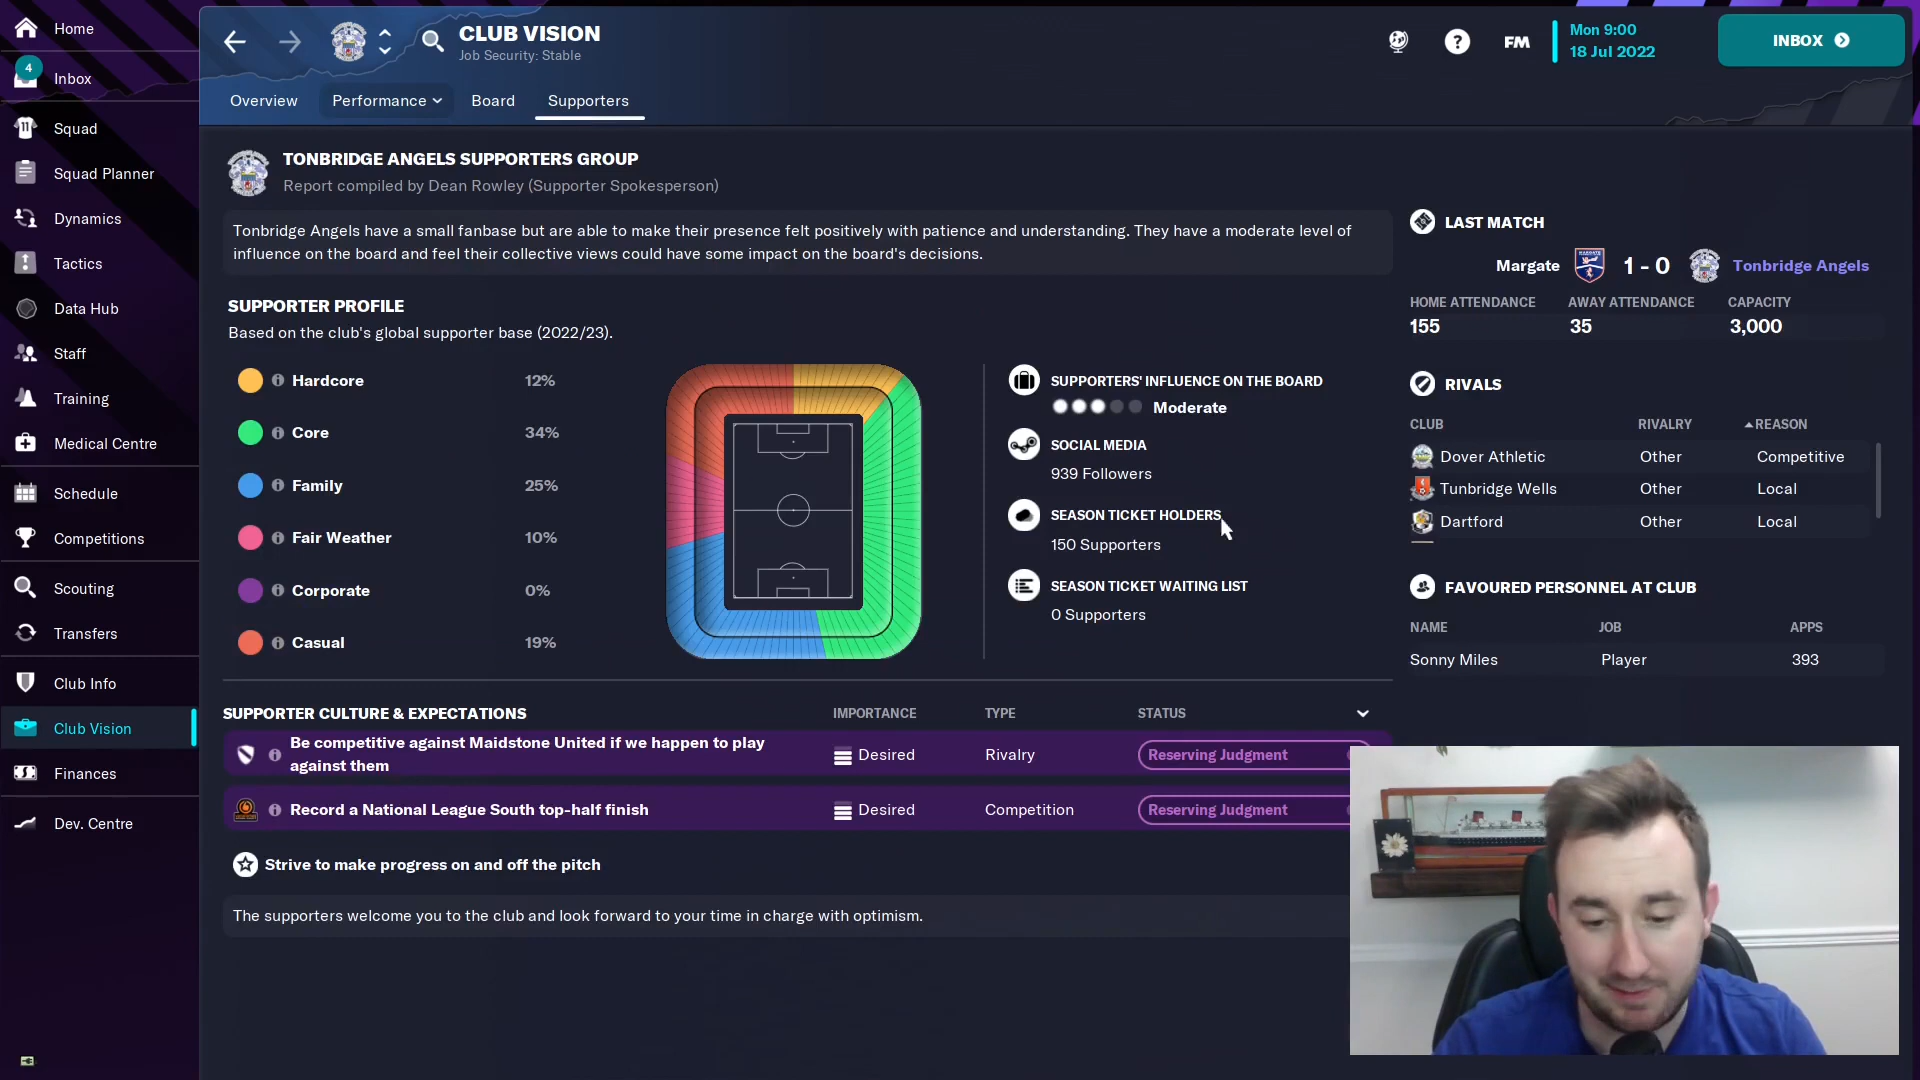 Home
4
Inbox
Squad
Squad Planner
Dynamics
Tactics
Data Hub
Staff
Training
Medical Centre
Schedule
Competitions
Scouting
Transfers
Club Info
Club Vision
Finances
Dev. Centre
CLUB VISION
Job Security: Stable
FM
Mon 9:00
18 Jul 2022
INBOX
Overview
Performance
Board
Supporters
TONBRIDGE ANGELS SUPPORTERS GROUP
Report compiled by Dean Rowley (Supporter Spokesperson)
Tonbridge Angels have a small fanbase but are able to make their presence felt positively with patience and understanding. They have a moderate level of
influence on the board and feel their collective views could have some impact on the board's decisions.
SUPPORTER PROFILE
Based on the club's global supporter base (2022/23).
Hardcore 12%
Core 34%
Family 25%
Fair Weather 10%
Corporate 0%
Casual 19%
SUPPORTERS' INFLUENCE ON THE BOARD
Moderate
SOCIAL MEDIA
939 Followers
SEASON TICKET HOLDERS
150 Supporters
SEASON TICKET WAITING LIST
0 Supporters
SUPPORTER CULTURE & EXPECTATIONS IMPORTANCE TYPE STATUS
Be competitive against Maidstone United if we happen to play
against them
Desired Rivalry Reserving Judgment
Record a National League South top-half finish Desired Competition Reserving Judgment
Strive to make progress on and off the pitch
The supporters welcome you to the club and look forward to your time in charge with optimism.
LAST MATCH
Margate 1 - 0 Tonbridge Angels
HOME ATTENDANCE AWAY ATTENDANCE CAPACITY
155 35 3,000
RIVALS
CLUB RIVALRY REASON
Dover Athletic Other Competitive
Tunbridge Wells Other Local
Dartford Other Local
FAVOURED PERSONNEL AT CLUB
NAME JOB APPS
Sonny Miles Player 393